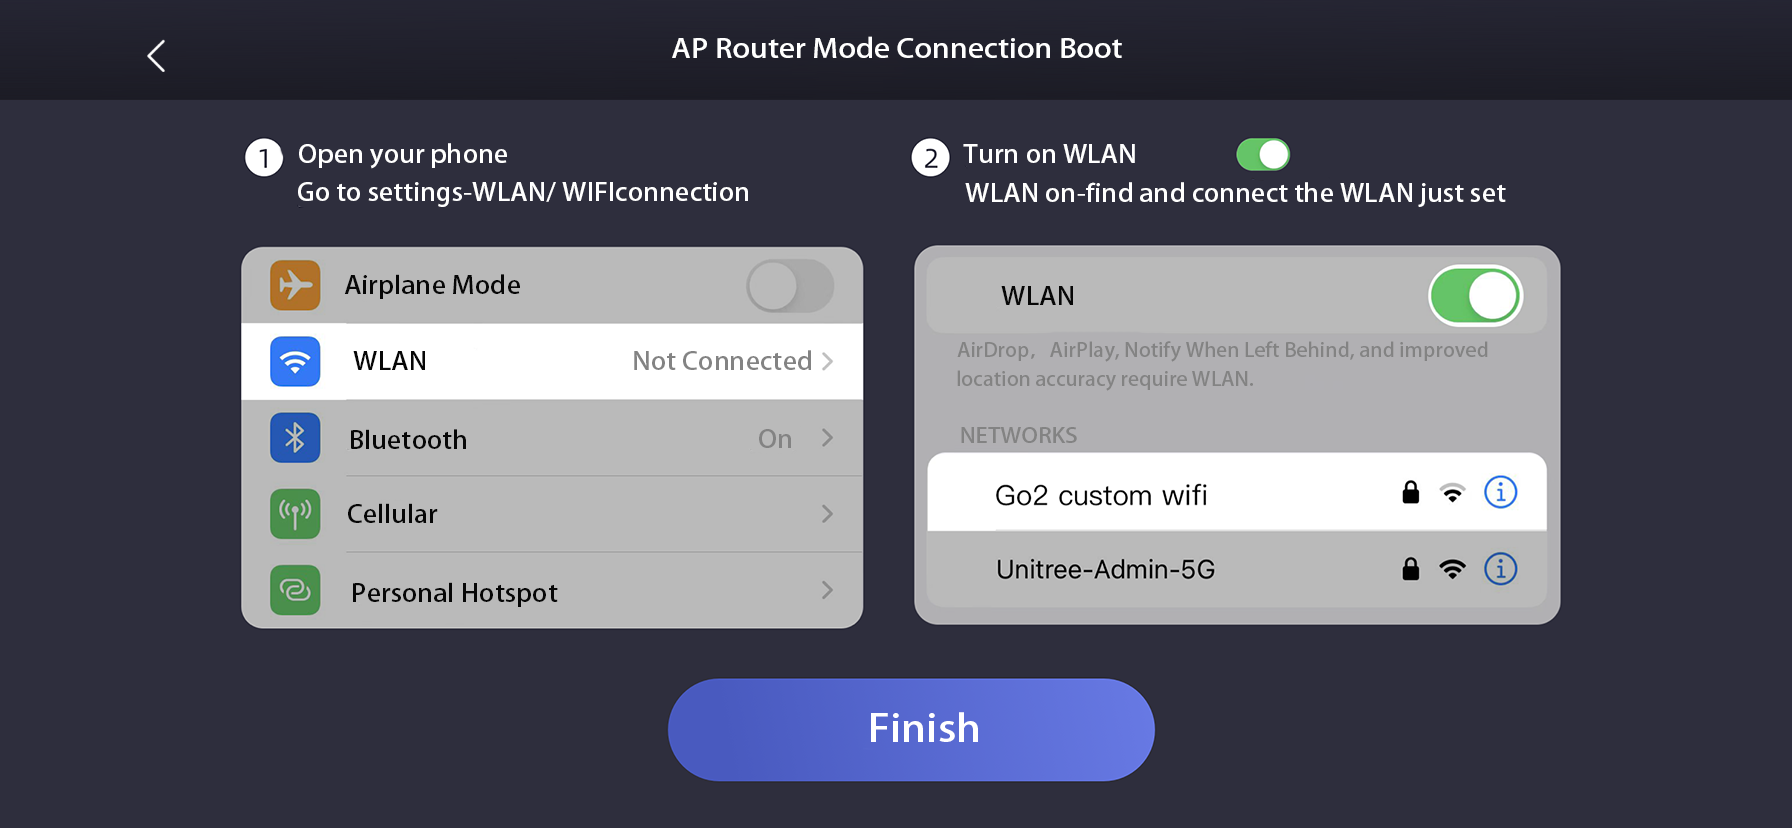 AP Router Mode Connection Boot
1 Open your phone
Go to settings-WLAN/ WIFIconnection
Airplane Mode
WLAN Not Connected
Bluetooth On
Cellular
Personal Hotspot
2 Turn on WLAN
WLAN on-find and connect the WLAN just set
WLAN
AirDrop, AirPlay, Notify When Left Behind, and improved
location accuracy require WLAN.
NETWORKS
Go2 custom wifi
Unitree-Admin-5G
Finish